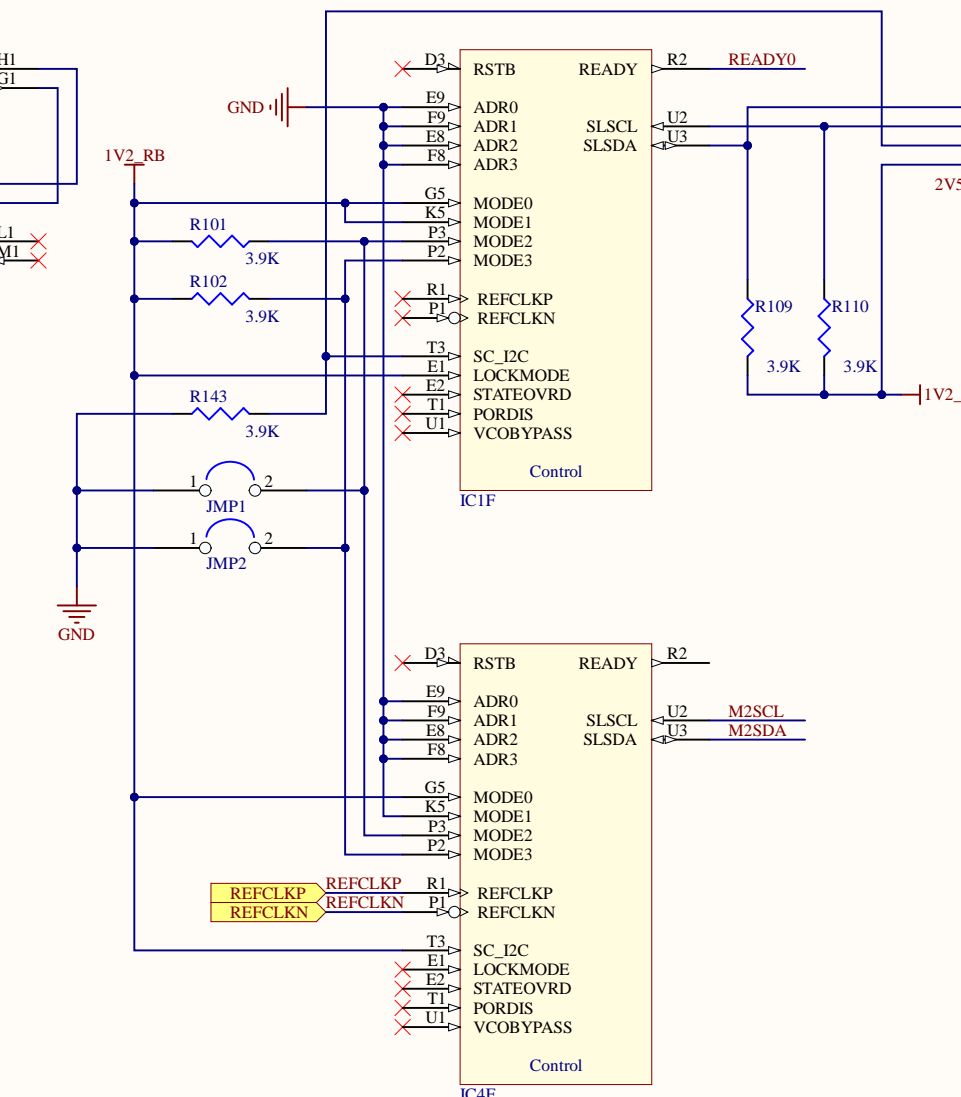 H1
G1
L1
M1
GND
1V2_RB
R101
3.9K
R102
3.9K
R143
3.9K
1 2
JMP1
1 2
JMP2
GND
D3 RSTB READY R2 READY0
E9 ADR0
F9 ADR1 SLSCL U2
E8 ADR2 SLSDA U3
F8 ADR3
G5 MODE0
K5 MODE1
P3 MODE2
P2 MODE3
R1 REFCLKP
P1 REFCLKN
T3 SC_I2C
E1 LOCKMODE
E2 STATEOVRD
T1 PORDIS
U1 VCOBYPASS
Control
IC1F
2V5
R109
3.9K
R110
3.9K
1V2_
D3 RSTB READY R2
E9 ADR0
F9 ADR1 SLSCL U2 M2SCL
E8 ADR2 SLSDA U3 M2SDA
F8 ADR3
G5 MODE0
K5 MODE1
P3 MODE2
P2 MODE3
REFCLKP REFCLKP R1 REFCLKP
REFCLKN REFCLKN P1 REFCLKN
T3 SC_I2C
E1 LOCKMODE
E2 STATEOVRD
T1 PORDIS
U1 VCOBYPASS
Control
IC4F